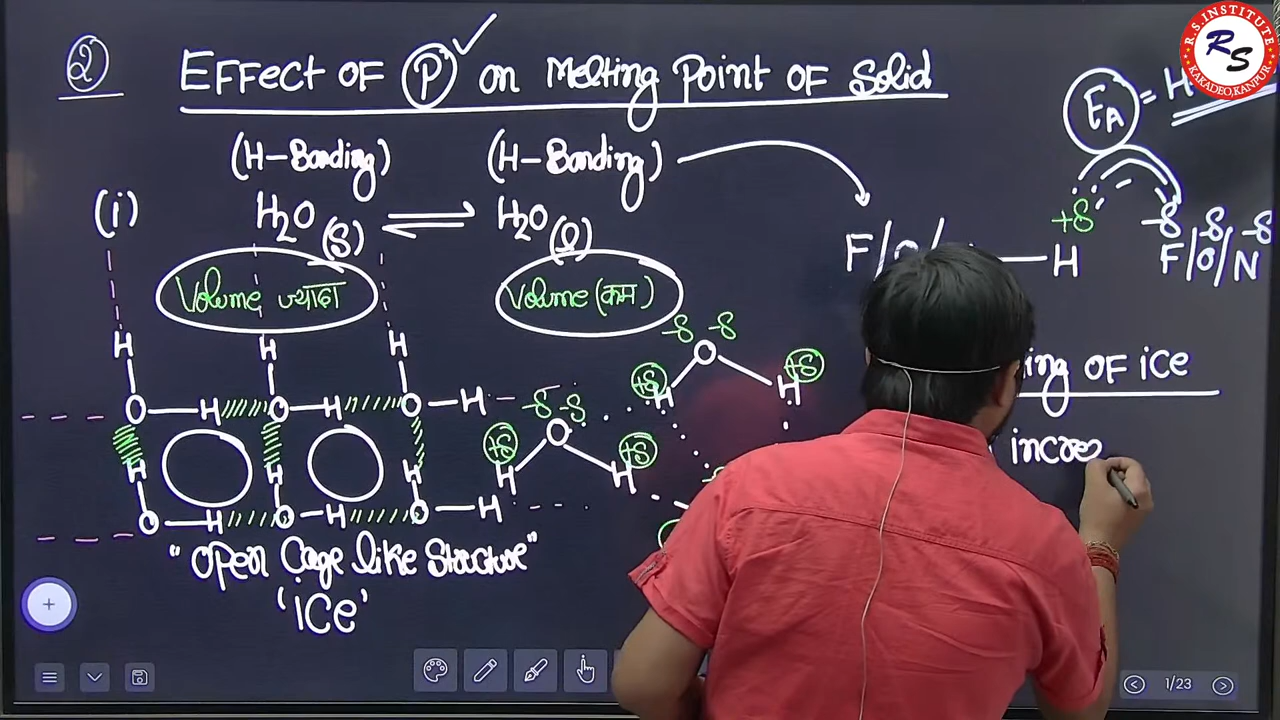 R.S. INSTITUTE
RS
KAKADEO, KANPUR
(2) Effect of (P) ✓ on Melting Point of Solid
EA = H
(H-Bonding) (H-Bonding)
(i) H2O (S) ⇌ H2O (l)
+δ -δ -δ -δ
F/O/ — H F/O/N
Volume ज्यादा Volume (कम)
-δ -δ
H H H O
+δ H H +δ
ing of ice
O — H O — H O — H -δ -δ
+δ O +δ
increa
H H H H H
O — H O — H O — H
"Open Cage like Structure"
'ice'
1/23